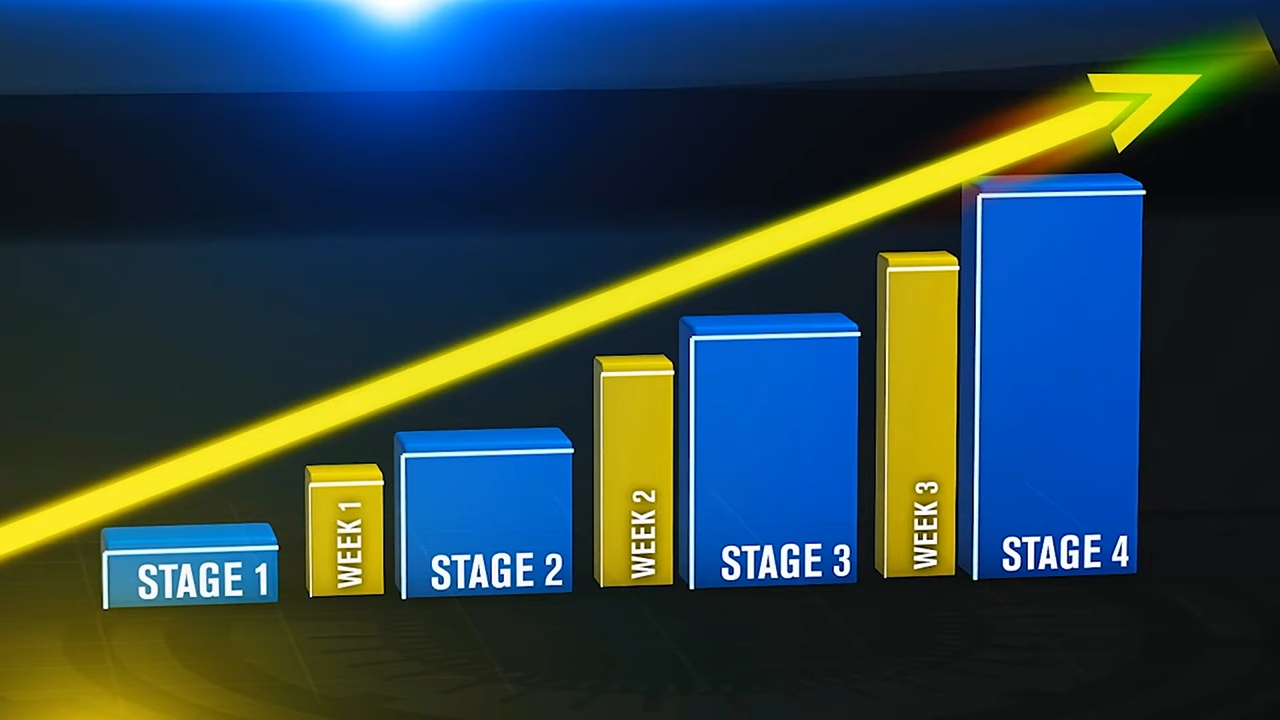 STAGE 1
WEEK 1
STAGE 2
WEEK 2
STAGE 3
WEEK 3
STAGE 4